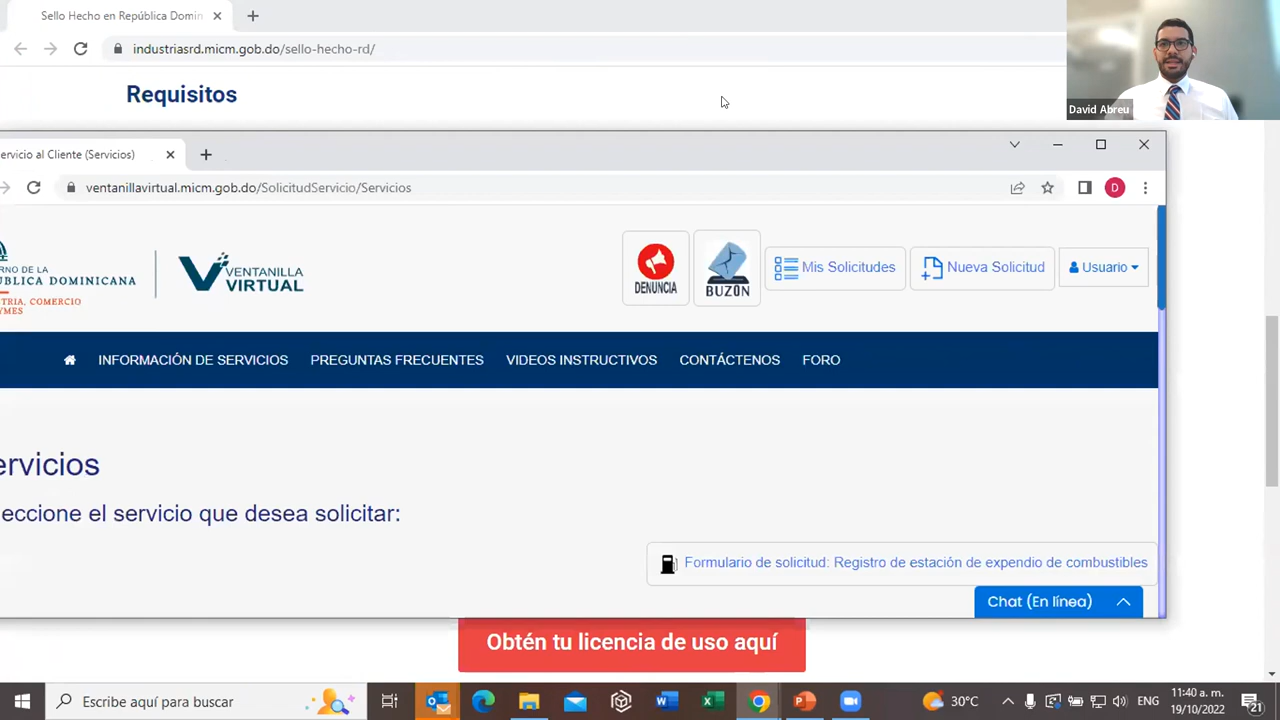 Sello Hecho en República Domin
industriasrd.micm.gob.do/sello-hecho-rd/
Requisitos
David Abreu
ervicio al Cliente (Servicios)
ventanillavirtual.micm.gob.do/SolicitudServicio/Servicios
D
ERNO DE LA
PÚBLICA DOMINICANA
STRIA, COMERCIO
YMES
VENTANILLA
VIRTUAL
DENUNCIA
BUZÓN
Mis Solicitudes
Nueva Solicitud
Usuario
INFORMACIÓN DE SERVICIOS PREGUNTAS FRECUENTES VIDEOS INSTRUCTIVOS CONTÁCTENOS FORO
ervicios
eccione el servicio que desea solicitar:
Formulario de solicitud: Registro de estación de expendio de combustibles
Chat (En línea)
Obtén tu licencia de uso aquí
Escribe aquí para buscar
30°C
ENG
11:40 a. m.
19/10/2022
21